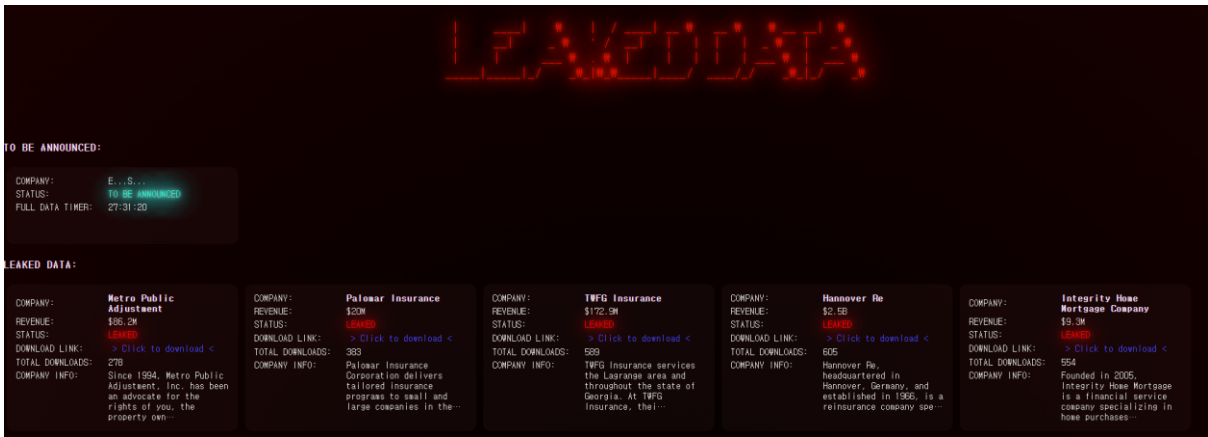 LEAKED DATA
TO BE ANNOUNCED:
COMPANY: E...S...
STATUS: TO BE ANNOUNCED
FULL DATA TIMER: 27:31:20
LEAKED DATA:
COMPANY: Metro Public
Adjustment
REVENUE: $86.2M
STATUS: LEAKED
DOWNLOAD LINK: > Click to download <
TOTAL DOWNLOADS: 278
COMPANY INFO: Since 1994, Metro Public
Adjustment, Inc. has been
an advocate for the
rights of you, the
property own...
COMPANY: Palomar Insurance
REVENUE: $20M
STATUS: LEAKED
DOWNLOAD LINK: > Click to download <
TOTAL DOWNLOADS: 383
COMPANY INFO: Palomar Insurance
Corporation delivers
tailored insurance
programs to small and
large companies in the...
COMPANY: TWFG Insurance
REVENUE: $172.9M
STATUS: LEAKED
DOWNLOAD LINK: > Click to download <
TOTAL DOWNLOADS: 589
COMPANY INFO: TWFG Insurance services
the Lagrange area and
throughout the state of
Georgia. At TWFG
Insurance, thei...
COMPANY: Hannover Re
REVENUE: $2.5B
STATUS: LEAKED
DOWNLOAD LINK: > Click to download <
TOTAL DOWNLOADS: 605
COMPANY INFO: Hannover Re,
headquartered in
Hannover, Germany, and
established in 1966, is a
reinsurance company spe...
COMPANY: Integrity Home
Mortgage Company
REVENUE: $9.3M
STATUS: LEAKED
DOWNLOAD LINK: > Click to download <
TOTAL DOWNLOADS: 554
COMPANY INFO: Founded in 2005,
Integrity Home Mortgage
is a financial service
company specializing in
home purchases...